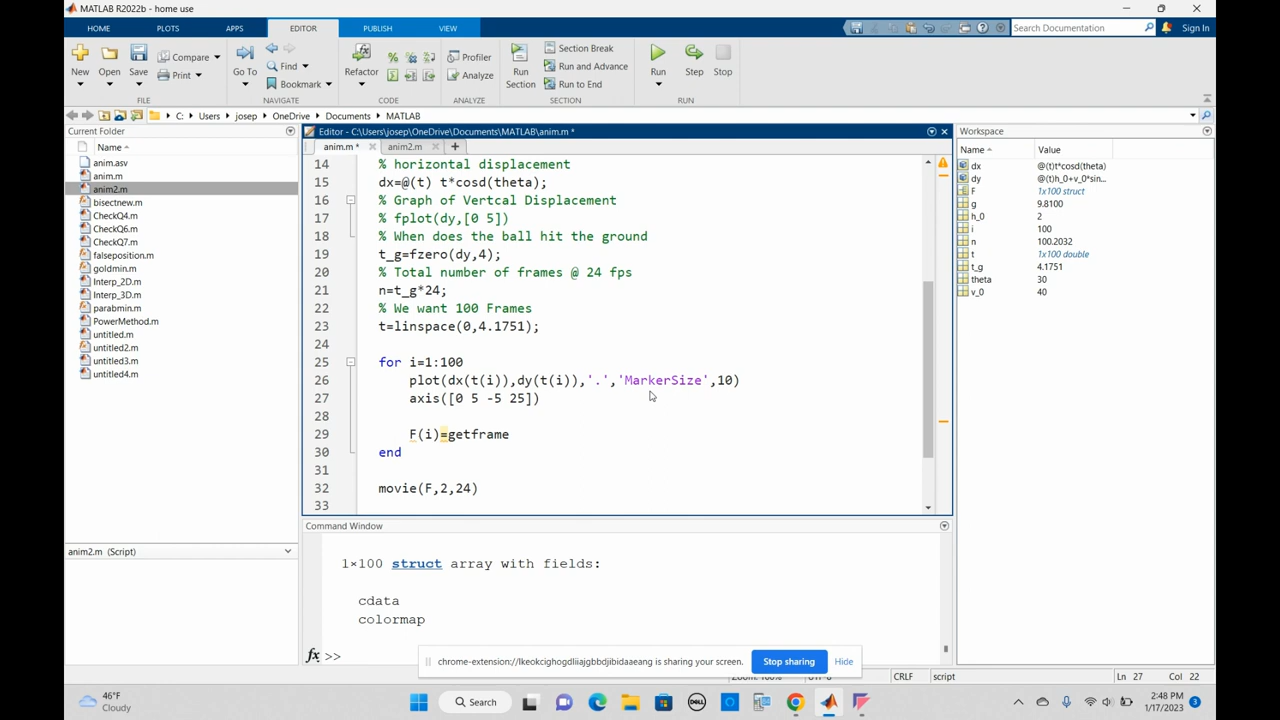 MATLAB R2022b - home use
HOME PLOTS APPS EDITOR PUBLISH VIEW
Search Documentation
Sign In
New Open Save Compare Print
Go To Find Bookmark
Refactor
Profiler Analyze
Run Section
Section Break
Run and Advance
Run to End
Run Step Stop
FILE NAVIGATE CODE ANALYZE SECTION RUN
C: Users josep OneDrive Documents MATLAB
Current Folder
Name
anim.asv
anim.m
anim2.m
bisectnew.m
CheckQ4.m
CheckQ6.m
CheckQ7.m
falseposition.m
goldmin.m
Interp_2D.m
Interp_3D.m
parabmin.m
PowerMethod.m
untitled.m
untitled2.m
untitled3.m
untitled4.m
anim2.m (Script)
Editor - C:\Users\josep\OneDrive\Documents\MATLAB\anim.m *
anim.m * anim2.m
14 % horizontal displacement
15 dx=@(t) t*cosd(theta);
16 % Graph of Vertcal Displacement
17 % fplot(dy,[0 5])
18 % When does the ball hit the ground
19 t_g=fzero(dy,4);
20 % Total number of frames @ 24 fps
21 n=t_g*24;
22 % We want 100 Frames
23 t=linspace(0,4.1751);
24
25 for i=1:100
26 plot(dx(t(i)),dy(t(i)),'.','MarkerSize',10)
27 axis([0 5 -5 25])
28
29 F(i)=getframe
30 end
31
32 movie(F,2,24)
33
Command Window
1×100 struct array with fields:
cdata
colormap
fx >>
Workspace
Name Value
dx @(t)t*cosd(theta)
dy @(t)h_0+v_0*sin...
F 1x100 struct
g 9.8100
h_0 2
i 100
n 100.2032
t 1x100 double
t_g 4.1751
theta 30
v_0 40
chrome-extension://lkeokcighogdliiajgbbdjibidaaeang is sharing your screen. Stop sharing Hide
CRLF script Ln 27 Col 22
46°F
Cloudy
Search
2:48 PM
1/17/2023
3